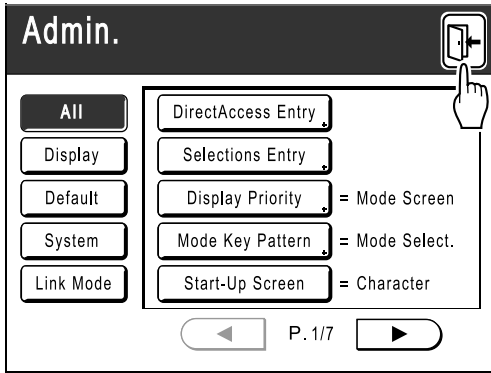 Admin.
All
DirectAccess Entry
Display
Selections Entry
Default
Display Priority = Mode Screen
System
Mode Key Pattern = Mode Select.
Link Mode
Start-Up Screen = Character
P. 1/7